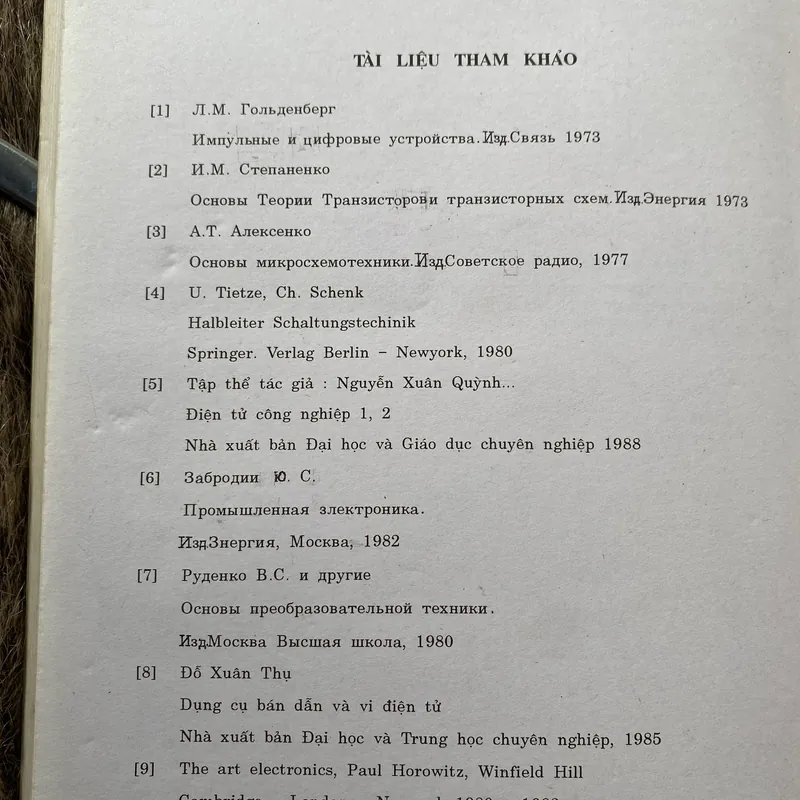 TÀI LIỆU THAM KHẢO
[1] Л.М. Гольденберг
Импульные и цифровые устройства.Изд.Связь 1973
[2] И.М. Степаненко
Основы Теории Транзисторови транзисторных схем.Изд.Энергия 1973
[3] А.Т. Алексенко
Основы микросхемотехники.Изд.Советское радио, 1977
[4] U. Tietze, Ch. Schenk
Halbleiter Schaltungstechinik
Springer. Verlag Berlin - Newyork, 1980
[5] Tập thể tác giả : Nguyễn Xuân Quỳnh...
Điện tử công nghiệp 1, 2
Nhà xuất bản Đại học và Giáo dục chuyên nghiệp 1988
[6] Забродии Ю. С.
Промышленная злектроника.
Изд.Знергия, Москва, 1982
[7] Руденко В.С. и другие
Основы преобразовательной техники.
Изд.Москва Высшая школа, 1980
[8] Đỗ Xuân Thụ
Dụng cụ bán dẫn và vi điện tử
Nhà xuất bản Đại học và Trung học chuyên nghiệp, 1985
[9] The art electronics, Paul Horowitz, Winfield Hill